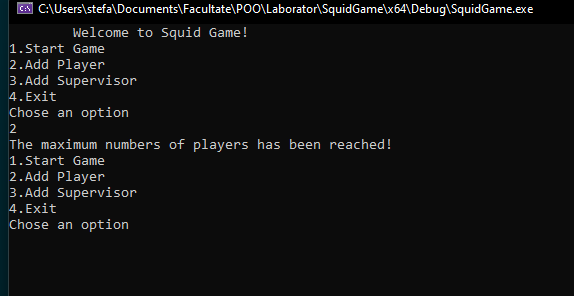 C:\Users\stefa\Documents\Facultate\POO\Laborator\SquidGame\x64\Debug\SquidGame.exe
Welcome to Squid Game!
1.Start Game
2.Add Player
3.Add Supervisor
4.Exit
Chose an option
2
The maximum numbers of players has been reached!
1.Start Game
2.Add Player
3.Add Supervisor
4.Exit
Chose an option